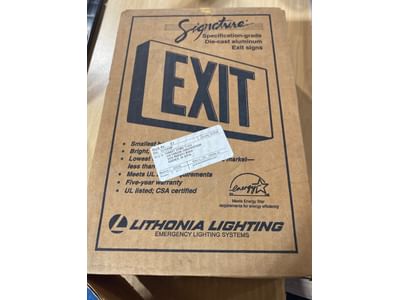 Signature
Specification-grade
Die-cast aluminum
Exit signs
EXIT
• Smallest
• Bright,
• Lowest market—
less than
• Meets UL requirements
• Five-year warranty
• UL listed; CSA certified
energy
Meets Energy Star
requirements for energy efficiency
LITHONIA LIGHTING
EMERGENCY LIGHTING SYSTEMS